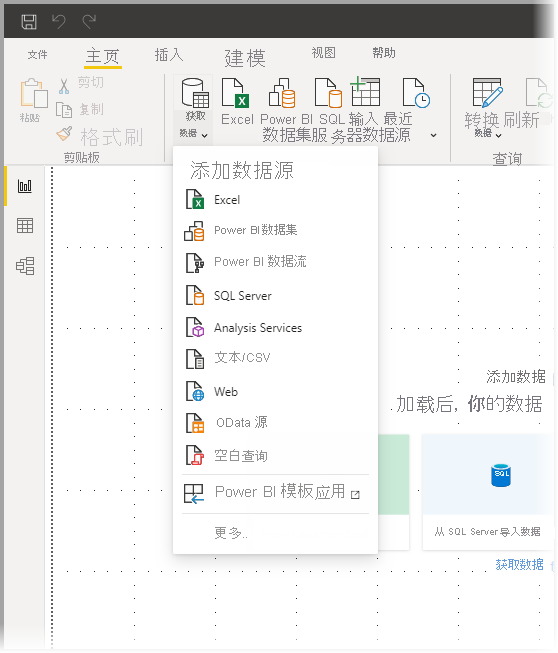 文件 主页 插入 建模 视图 帮助
剪切
复制
格式刷
粘贴
剪贴板
获取
数据
Excel Power BI SQL 输入 最近
数据集服 务器数据源
转换 刷新
数据
查询
添加数据源
Excel
Power BI数据集
Power BI 数据流
SQL Server
Analysis Services
文本/CSV
Web
OData 源
空白查询
Power BI 模板应用
更多..
添加数据
加载后, 你的数据
SQL
从 SQL Server 导入数据
获取数据